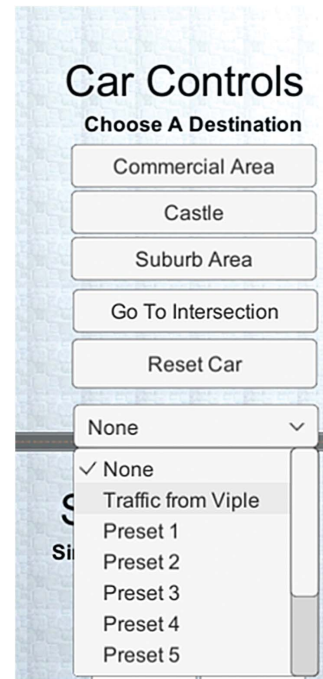 Car Controls
Choose A Destination
Commercial Area
Castle
Suburb Area
Go To Intersection
Reset Car
None
None
Traffic from Viple
Preset 1
Preset 2
Preset 3
Preset 4
Preset 5